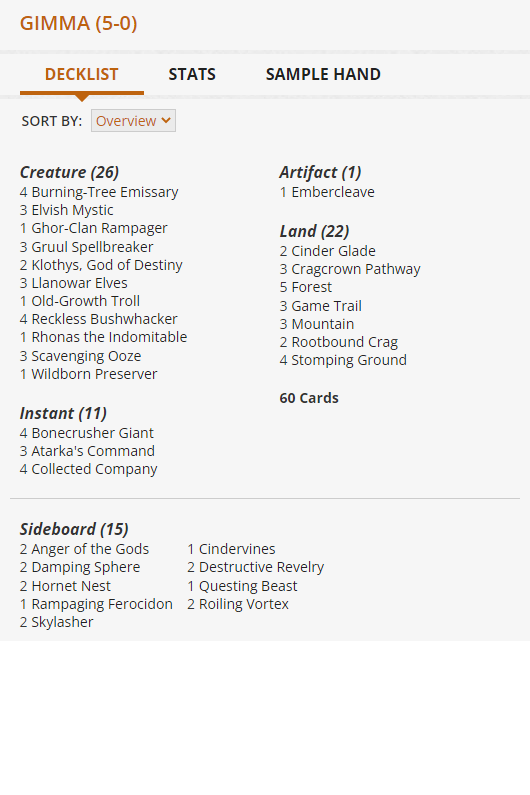 GIMMA (5-0)
DECKLIST
STATS
SAMPLE HAND
SORT BY: Overview
Creature (26)
4 Burning-Tree Emissary
3 Elvish Mystic
1 Ghor-Clan Rampager
3 Gruul Spellbreaker
2 Klothys, God of Destiny
3 Llanowar Elves
1 Old-Growth Troll
4 Reckless Bushwhacker
1 Rhonas the Indomitable
3 Scavenging Ooze
1 Wildborn Preserver
Instant (11)
4 Bonecrusher Giant
3 Atarka's Command
4 Collected Company
Artifact (1)
1 Embercleave
Land (22)
2 Cinder Glade
3 Cragcrown Pathway
5 Forest
3 Game Trail
3 Mountain
2 Rootbound Crag
4 Stomping Ground
60 Cards
Sideboard (15)
2 Anger of the Gods
2 Damping Sphere
2 Hornet Nest
1 Rampaging Ferocidon
2 Skylasher
1 Cindervines
2 Destructive Revelry
1 Questing Beast
2 Roiling Vortex